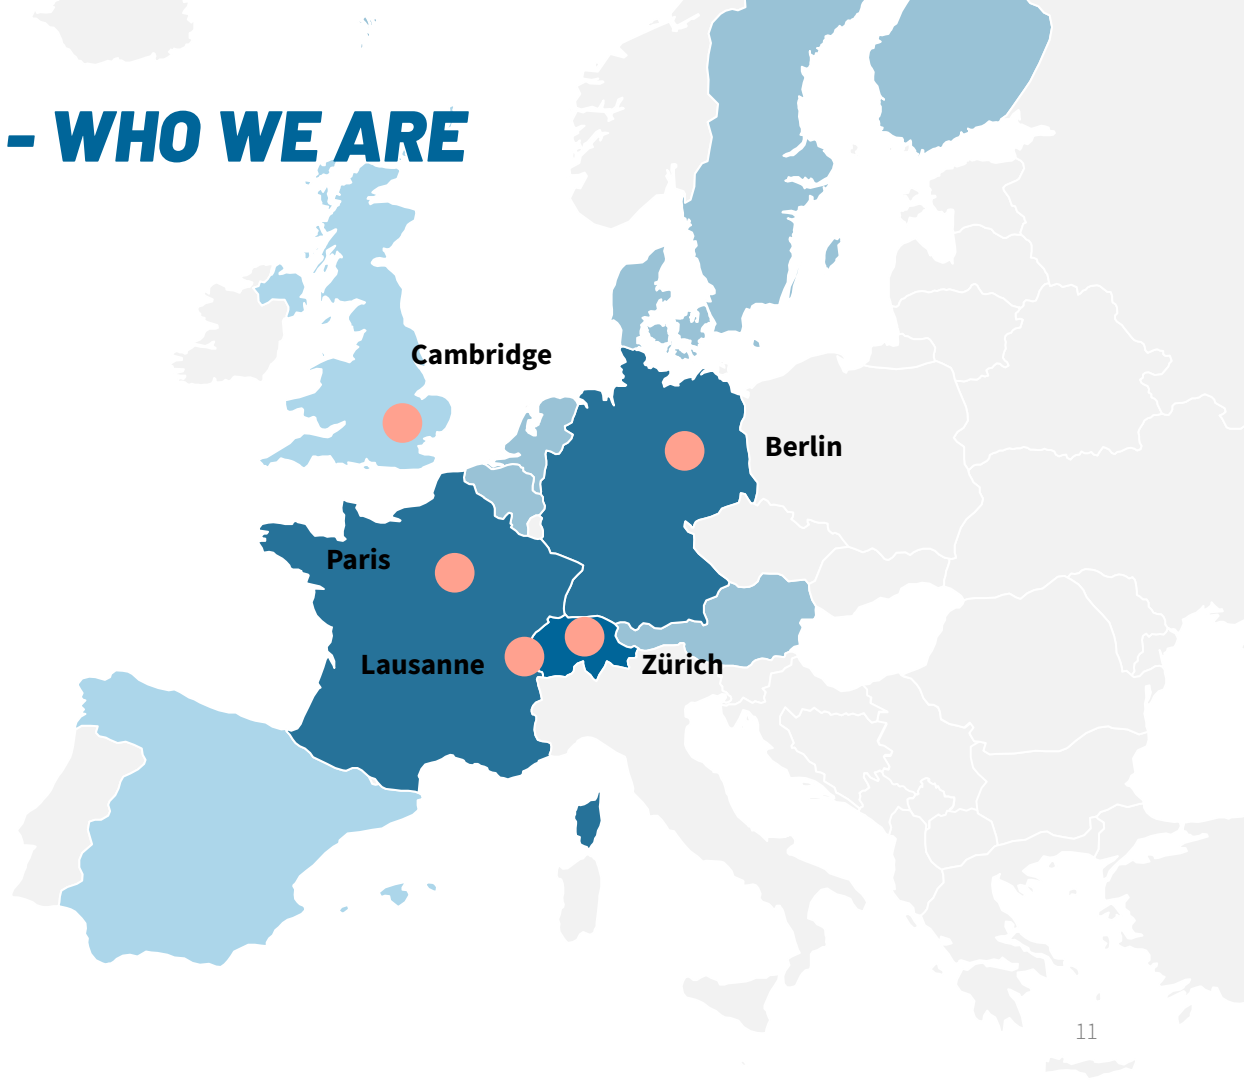 - WHO WE ARE
Cambridge
Berlin
Paris
Lausanne
Zürich
11